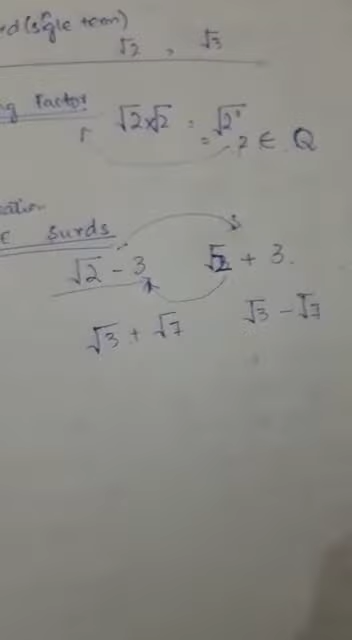 (single term)
√2 , √3
Factor
√2×√2 = √2²
= 2 ∈ Q
Surds
√2 - 3 √2 + 3.
√3 + √7 √3 - √7